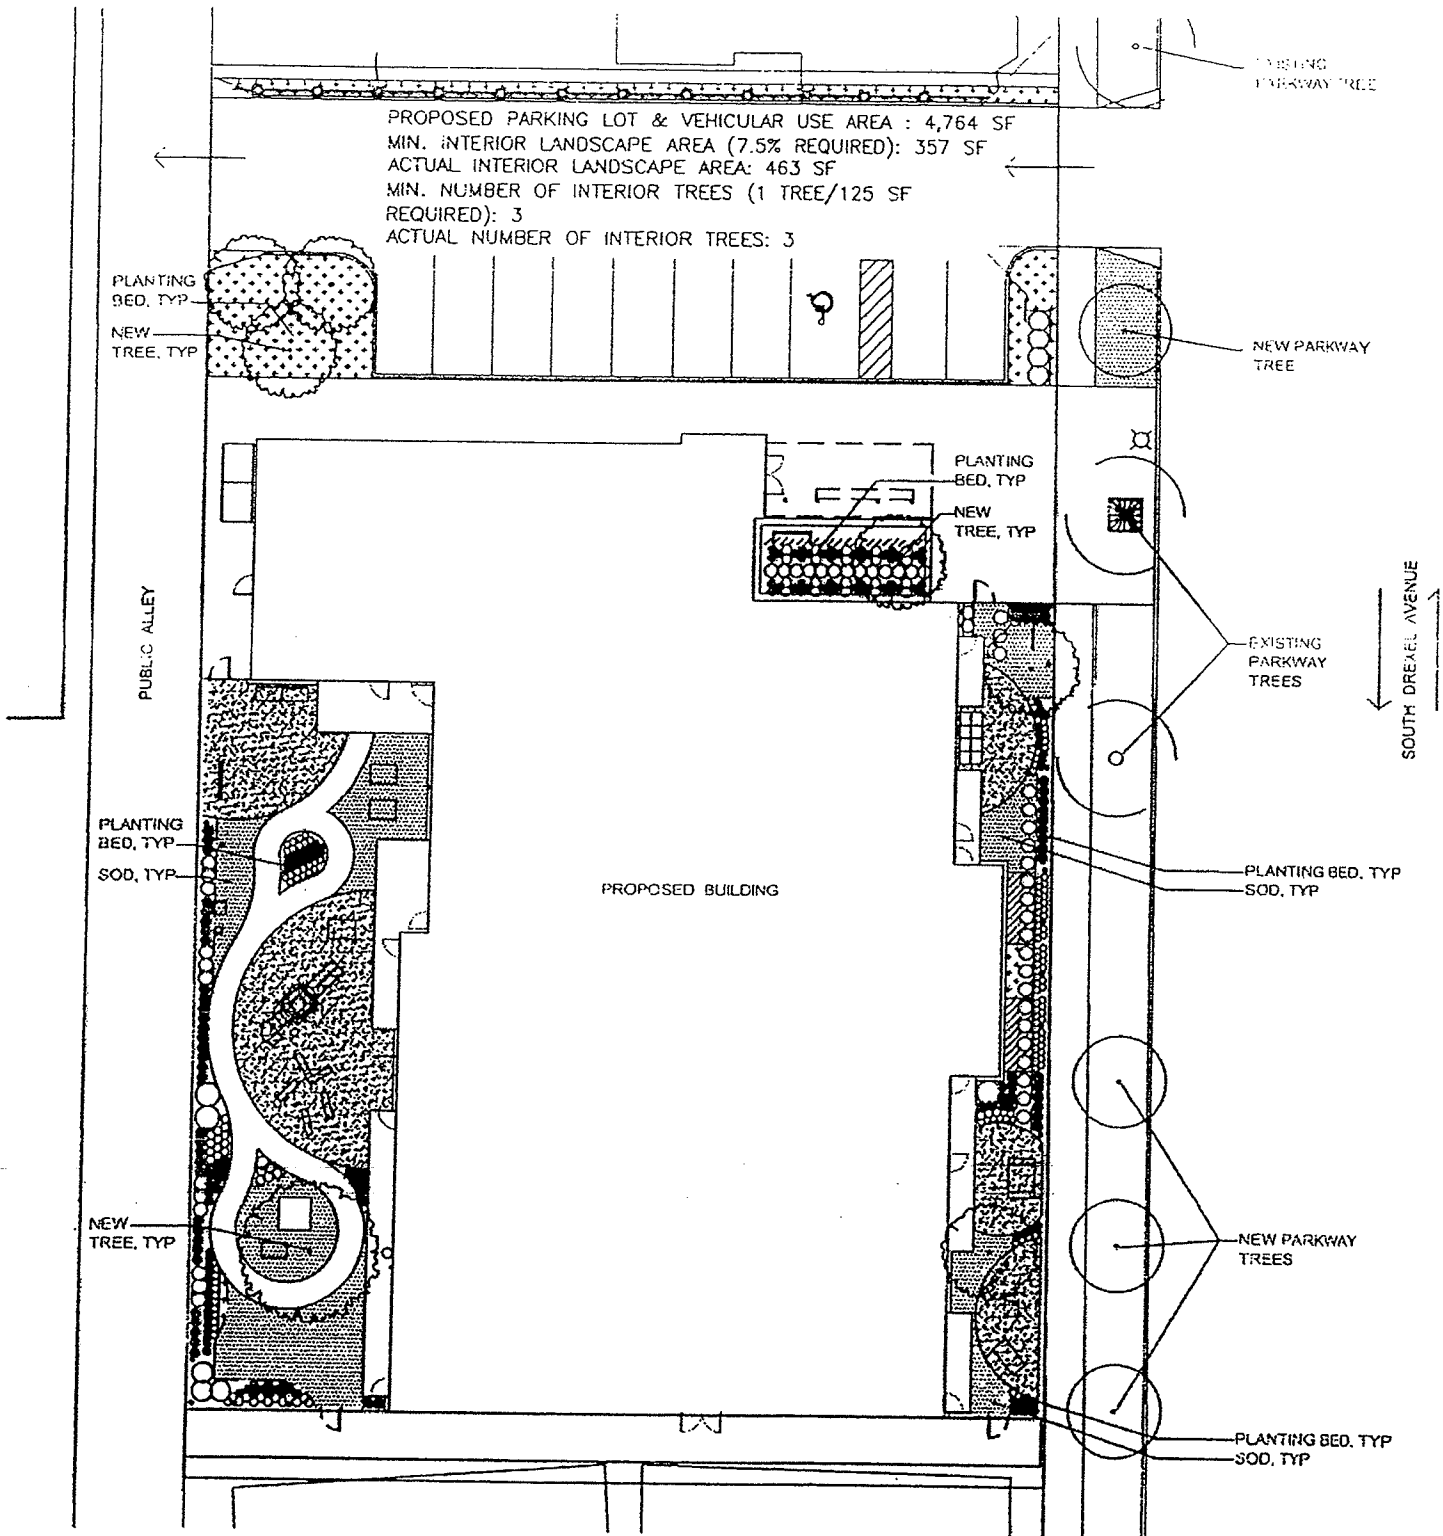 EXISTING
PARKWAY TREE
PROPOSED PARKING LOT & VEHICULAR USE AREA : 4,764 SF
MIN. INTERIOR LANDSCAPE AREA (7.5% REQUIRED): 357 SF
ACTUAL INTERIOR LANDSCAPE AREA: 463 SF
MIN. NUMBER OF INTERIOR TREES (1 TREE/125 SF
REQUIRED): 3
ACTUAL NUMBER OF INTERIOR TREES: 3
PLANTING
BED, TYP
NEW
TREE, TYP
NEW PARKWAY
TREE
PLANTING
BED, TYP
NEW
TREE, TYP
PUBLIC ALLEY
EXISTING
PARKWAY
TREES
SOUTH DREXEL AVENUE
PLANTING
BED, TYP
SOD, TYP
PROPOSED BUILDING
PLANTING BED, TYP
SOD, TYP
NEW
TREE, TYP
NEW PARKWAY
TREES
PLANTING BED, TYP
SOD, TYP